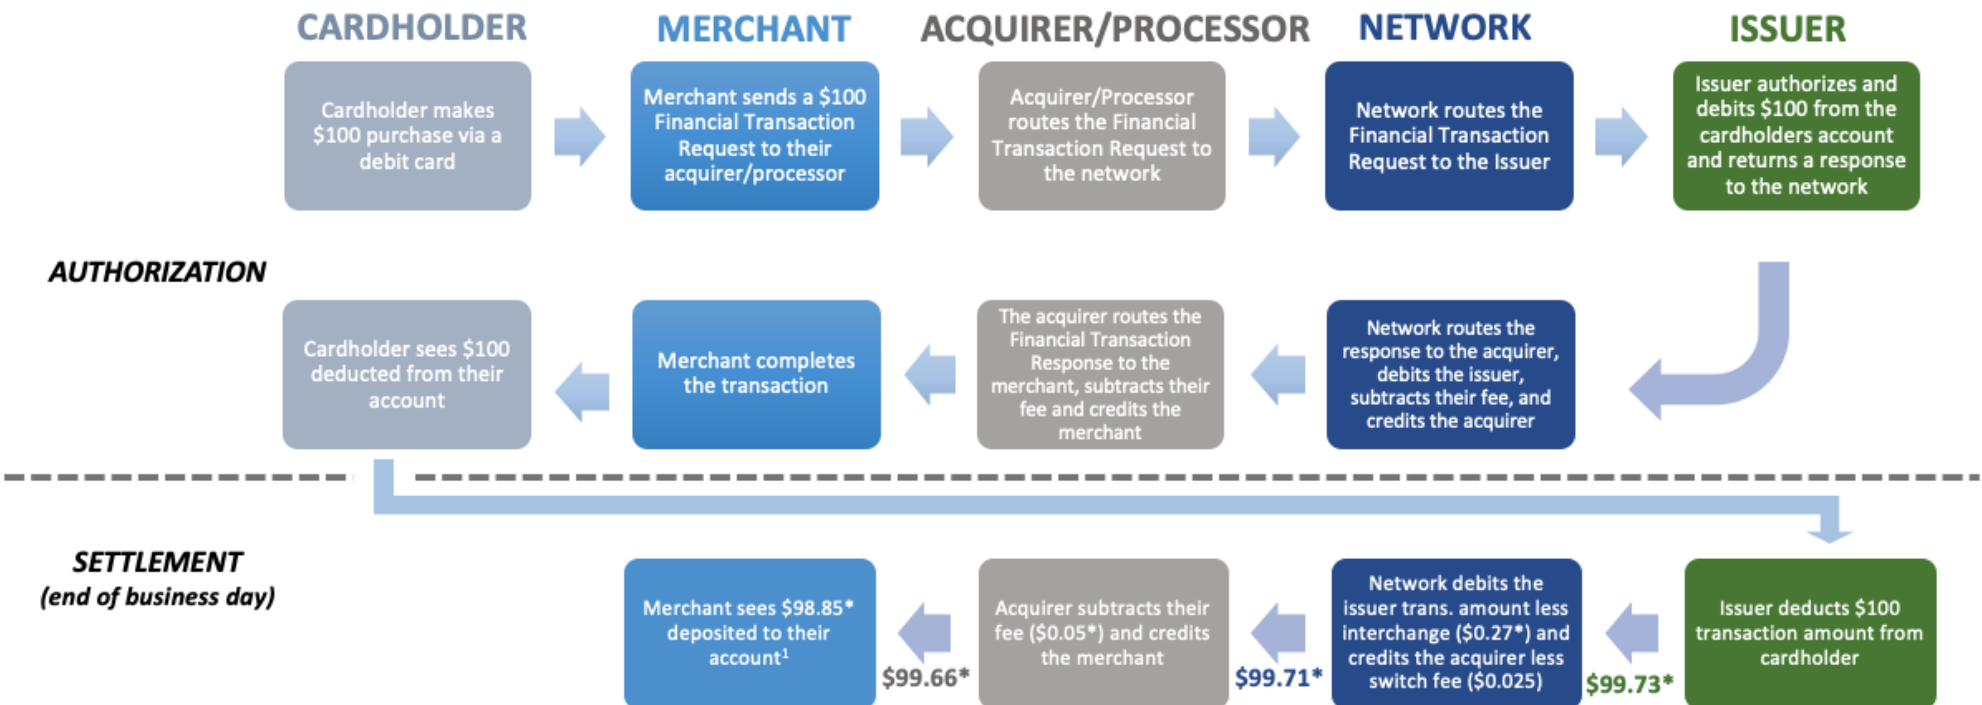 CARDHOLDER
MERCHANT
ACQUIRER/PROCESSOR
NETWORK
ISSUER
Cardholder makes
$100 purchase via a
debit card
Merchant sends a $100
Financial Transaction
Request to their
acquirer/processor
Acquirer/Processor
routes the Financial
Transaction Request to
the network
Network routes the
Financial Transaction
Request to the Issuer
Issuer authorizes and
debits $100 from the
cardholders account
and returns a response
to the network
AUTHORIZATION
Cardholder sees $100
deducted from their
account
Merchant completes
the transaction
The acquirer routes the
Financial Transaction
Response to the
merchant, subtracts their
fee and credits the
merchant
Network routes the
response to the acquirer,
debits the issuer,
subtracts their fee, and
credits the acquirer
SETTLEMENT
(end of business day)
Merchant sees $98.85*
deposited to their
account¹
$99.66*
Acquirer subtracts their
fee ($0.05*) and credits
the merchant
$99.71*
Network debits the
issuer trans. amount less
interchange ($0.27*) and
credits the acquirer less
switch fee ($0.025)
$99.73*
Issuer deducts $100
transaction amount from
cardholder